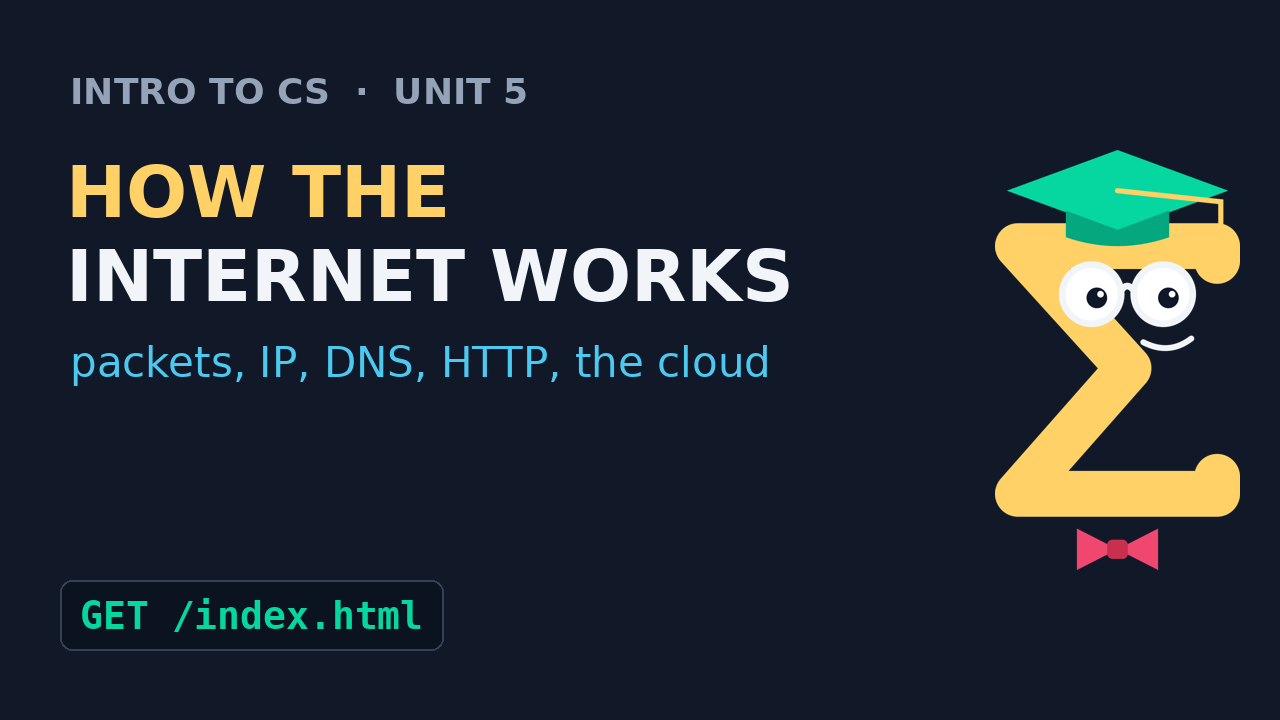 INTRO TO CS · UNIT 5
HOW THE
INTERNET WORKS
packets, IP, DNS, HTTP, the cloud
GET /index.html